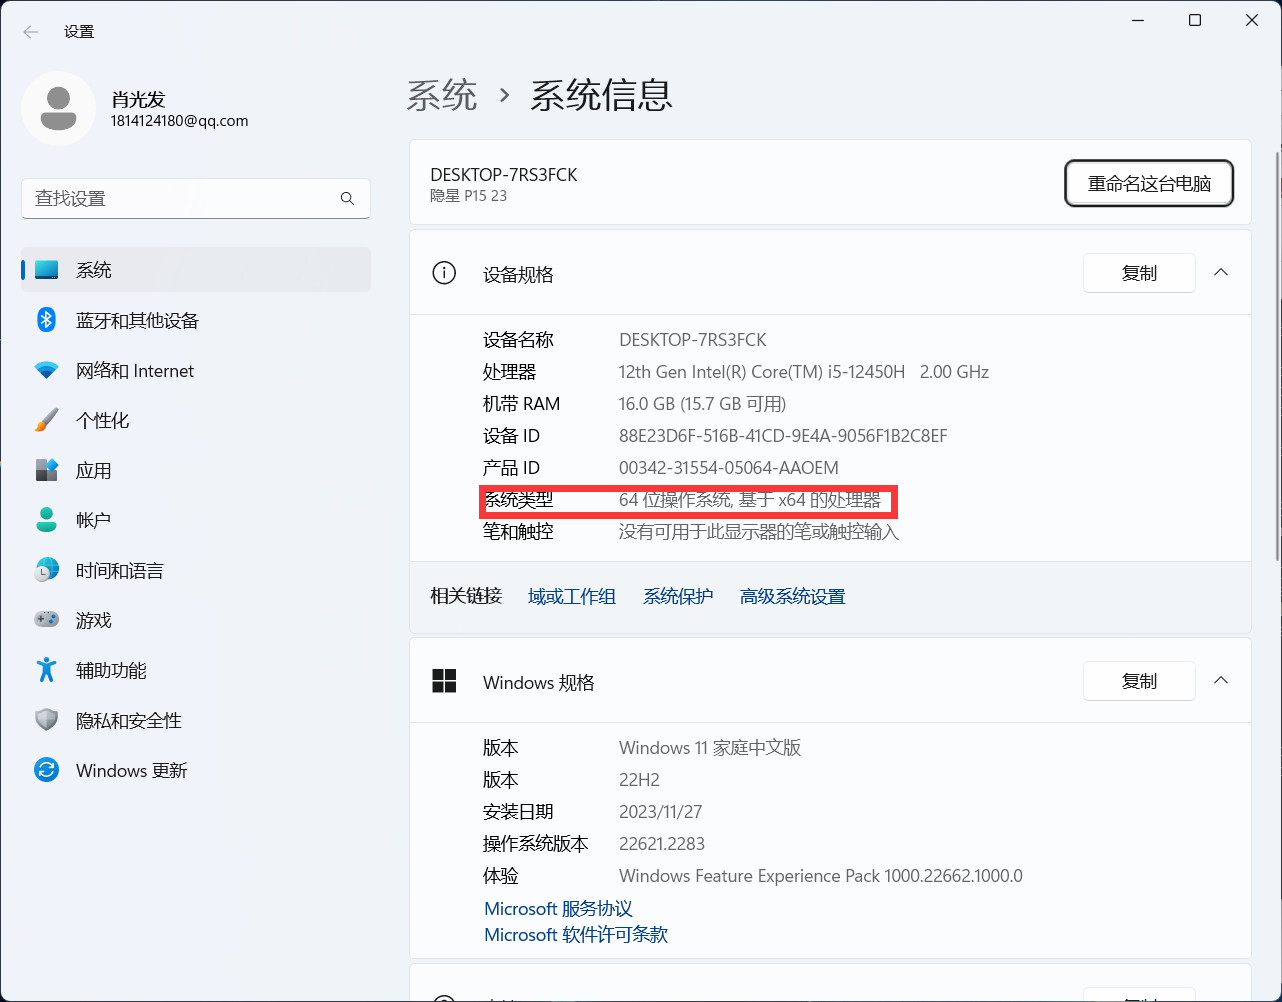 设置
肖光发
1814124180@qq.com
查找设置
系统
蓝牙和其他设备
网络和 Internet
个性化
应用
帐户
时间和语言
游戏
辅助功能
隐私和安全性
Windows 更新
系统 › 系统信息
DESKTOP-7RS3FCK
隐星 P15 23
重命名这台电脑
设备规格
复制
设备名称 DESKTOP-7RS3FCK
处理器 12th Gen Intel(R) Core(TM) i5-12450H 2.00 GHz
机带 RAM 16.0 GB (15.7 GB 可用)
设备 ID 88E23D6F-516B-41CD-9E4A-9056F1B2C8EF
产品 ID 00342-31554-05064-AAOEM
系统类型 64 位操作系统, 基于 x64 的处理器
笔和触控 没有可用于此显示器的笔或触控输入
相关链接 域或工作组 系统保护 高级系统设置
Windows 规格
复制
版本 Windows 11 家庭中文版
版本 22H2
安装日期 2023/11/27
操作系统版本 22621.2283
体验 Windows Feature Experience Pack 1000.22662.1000.0
Microsoft 服务协议
Microsoft 软件许可条款